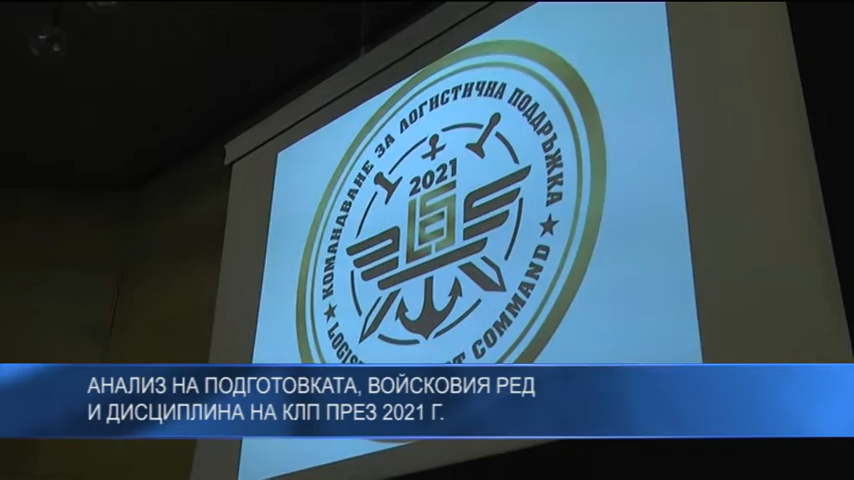 КОМАНДВАНЕ ЗА ЛОГИСТИЧНА ПОДДРЪЖКА
2021
COMMAND
АНАЛИЗ НА ПОДГОТОВКАТА, ВОЙСКОВИЯ РЕД
И ДИСЦИПЛИНА НА КЛП ПРЕЗ 2021 Г.